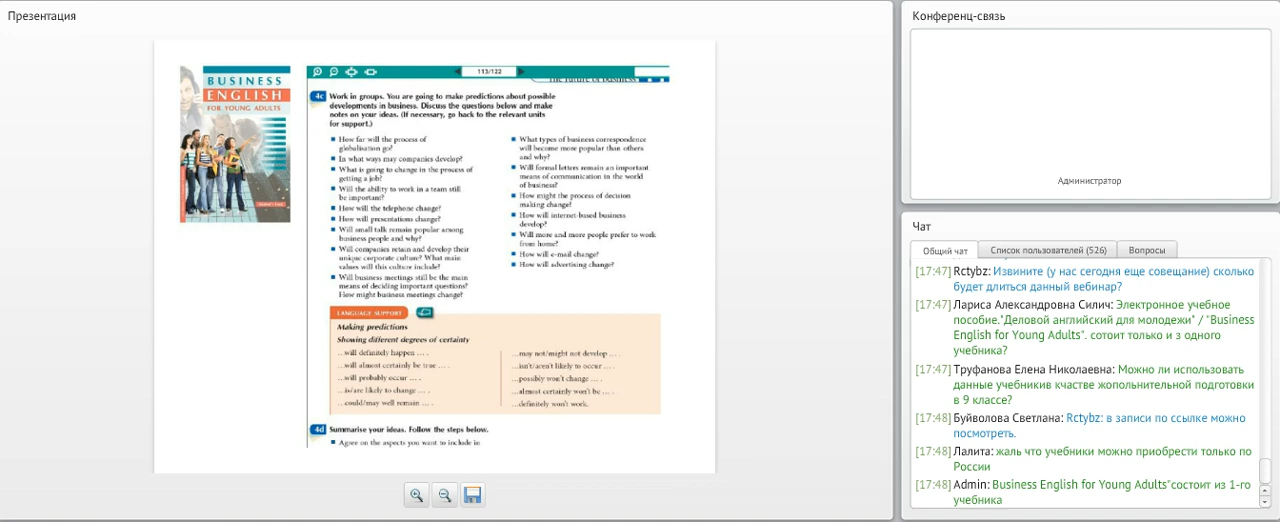 Презентация
BUSINESS
ENGLISH
FOR YOUNG ADULTS
113/122
The future of business
4c Work in groups. You are going to make predictions about possible
developments in business. Discuss the questions below and make
notes on your ideas. (If necessary, go back to the relevant units
for support.)
How far will the process of
globalisation go?
In what ways may companies develop?
What is going to change in the process of
getting a job?
Will the ability to work in a team still
be important?
How will the telephone change?
How will presentations change?
Will small talk remain popular among
business people and why?
Will companies retain and develop their
unique corporate culture? What main
values will this culture include?
Will business meetings still be the main
means of deciding important questions?
How might business meetings change?
What types of business correspondence
will become more popular than others
and why?
Will formal letters remain an important
means of communication in the world
of business?
How might the process of decision
making change?
How will internet-based business
develop?
Will more and more people prefer to work
from home?
How will e-mail change?
How will advertising change?
LANGUAGE SUPPORT
Making predictions
Showing different degrees of certainty
...will definitely happen ... .
...will almost certainly be true ... .
...will probably occur ... .
...is/are likely to change ... .
...could/may well remain ... .
...may not/might not develop ... .
...isn't/aren't likely to occur ... .
...possibly won't change ... .
...almost certainly won't be ... .
...definitely won't work.
4d Summarise your ideas. Follow the steps below.
Agree on the aspects you want to include in
Конференц-связь
Администратор
Чат
Общий чат Список пользователей (526) Вопросы
[17:47] Rctybz: Извините (у нас сегодня еще совещание) сколько
будет длиться данный вебинар?
[17:47] Лариса Александровна Силич: Электронное учебное
пособие."Деловой английский для молодежи" / "Business
English for Young Adults". сотоит только и з одного
учебника?
[17:47] Труфанова Елена Николаевна: Можно ли использовать
данные учебникив кчастве жопольнительной подготовки
в 9 классе?
[17:48] Буйволова Светлана: Rctybz: в записи по ссылке можно
посмотреть.
[17:48] Лалита: жаль что учебники можно приобрести только по
России
[17:48] Admin: Business English for Young Adults"состоит из 1-го
учебника